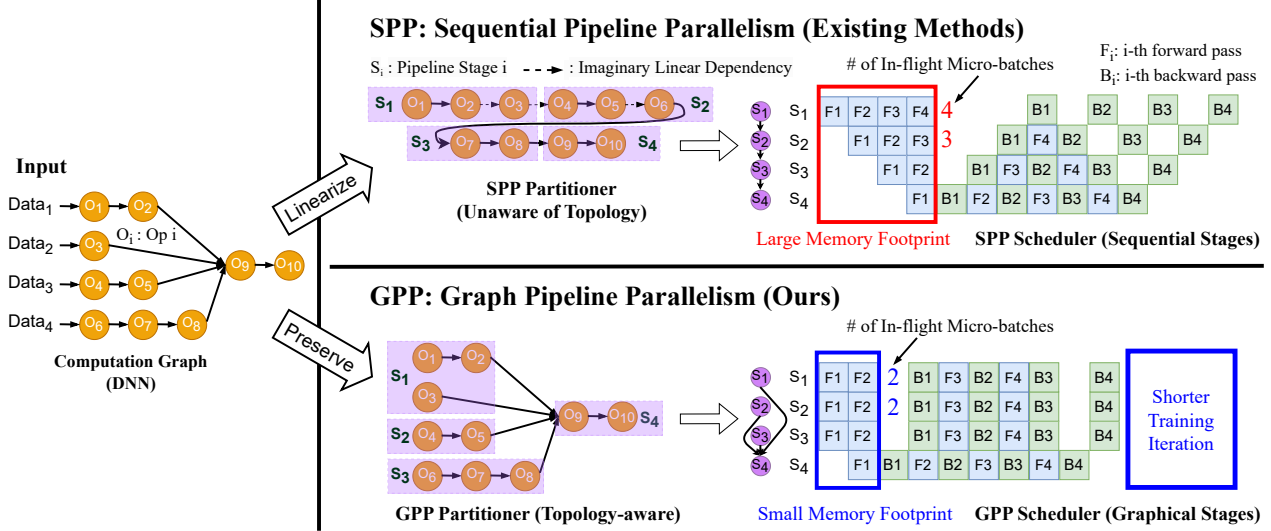 Input
Data1
O1
O2
Data2
O3
Oi : Op i
Data3
O4
O5
O9
O10
Data4
O6
O7
O8
Computation Graph
(DNN)
Linearize
Preserve
SPP: Sequential Pipeline Parallelism (Existing Methods)
Si : Pipeline Stage i : Imaginary Linear Dependency
S1 O1 O2 O3 O4 O5 O6 S2
S3 O7 O8 O9 O10 S4
SPP Partitioner
(Unaware of Topology)
# of In-flight Micro-batches
Fi: i-th forward pass
Bi: i-th backward pass
S1 S1 F1 F2 F3 F4 4 B1 B2 B3 B4
S2 S2 F1 F2 F3 3 B1 F4 B2 B3 B4
S3 S3 F1 F2 B1 F3 B2 F4 B3 B4
S4 S4 F1 B1 F2 B2 F3 B3 F4 B4
Large Memory Footprint
SPP Scheduler (Sequential Stages)
GPP: Graph Pipeline Parallelism (Ours)
S1 O1 O2
O3
O9 O10 S4
S2 O4 O5
S3 O6 O7 O8
GPP Partitioner (Topology-aware)
# of In-flight Micro-batches
S1 S1 F1 F2 2 B1 F3 B2 F4 B3 B4
S2 S2 F1 F2 2 B1 F3 B2 F4 B3 B4
S3 S3 F1 F2 B1 F3 B2 F4 B3 B4
S4 S4 F1 B1 F2 B2 F3 B3 F4 B4
Shorter
Training
Iteration
Small Memory Footprint
GPP Scheduler (Graphical Stages)